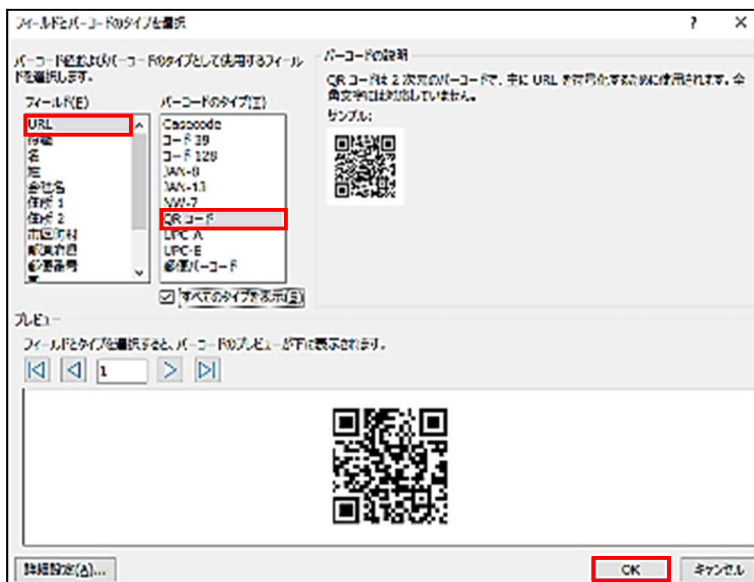 フィールドとバーコードのタイプを選択
? ×
バーコード値およびバーコードのタイプとして使用するフィール
ドを選択します。
フィールド(F)
URL
敬称
名
姓
会社名
住所 1
住所 2
市区町村
都道府県
郵便番号
バーコードのタイプ(T)
Casecode
コード 39
コード 128
JAN-8
JAN-13
NW-7
QR コード
UPC-A
UPC-E
郵便バーコード
すべてのタイプを表示(S)
バーコードの説明
QR コードは 2 次元のバーコードで、主に URL を符号化するために使用されます。全
角文字には対応していません。
サンプル:
プレビュー
フィールドとタイプを選択すると、バーコードのプレビューが下に表示されます。
1
詳細設定(A)...
OK
キャンセル